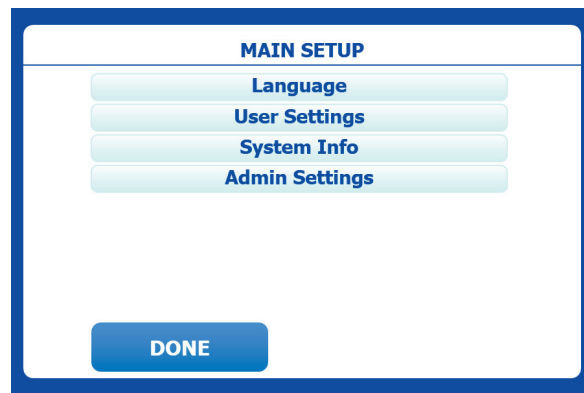 MAIN SETUP
Language
User Settings
System Info
Admin Settings
DONE